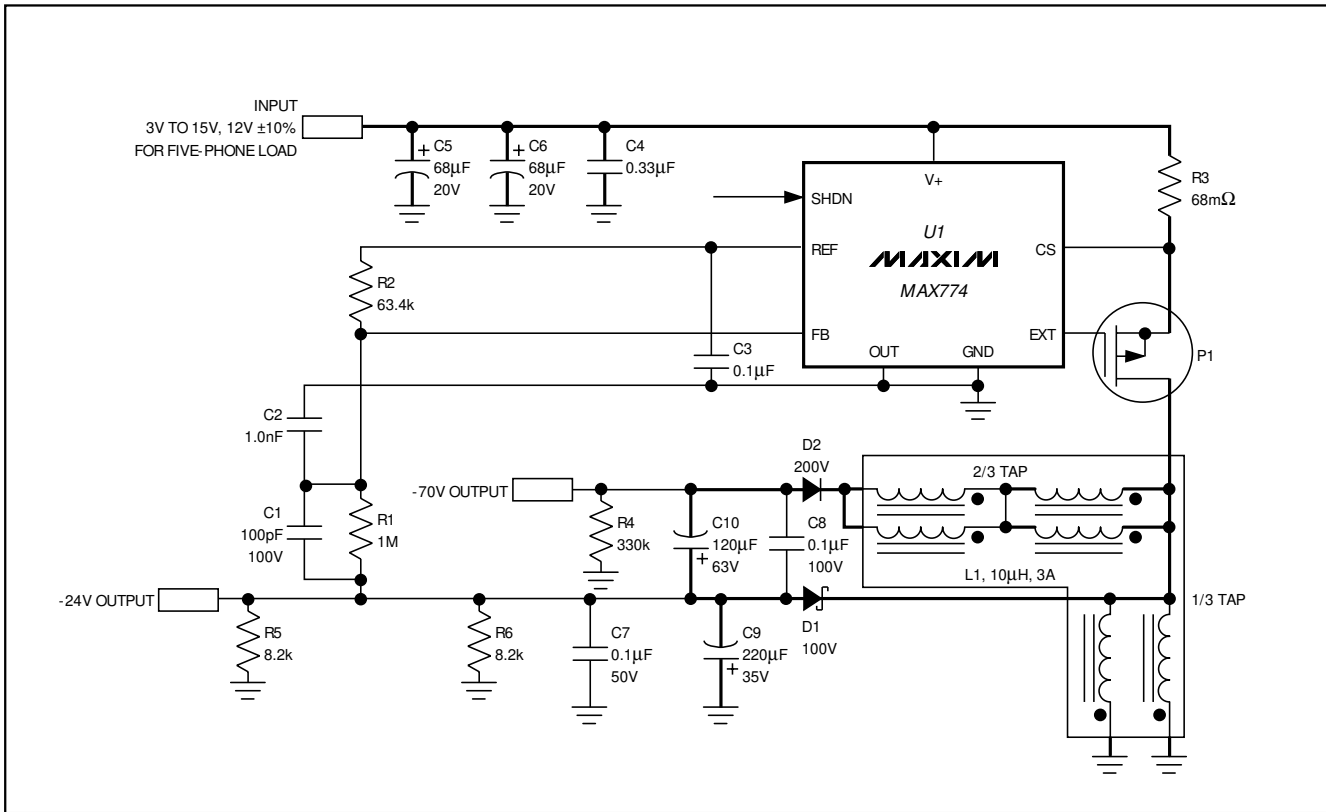 INPUT
3V TO 15V, 12V ±10%
FOR FIVE-PHONE LOAD
+ C5
68µF
20V
+ C6
68µF
20V
C4
0.33µF
V+
SHDN
U1
MAXIM
MAX774
REF
CS
FB
EXT
OUT
GND
R3
68mΩ
P1
R2
63.4k
C3
0.1µF
C2
1.0nF
C1
100pF
100V
R1
1M
-70V OUTPUT
R4
330k
C10
120µF
+ 63V
C8
0.1µF
100V
D2
200V
2/3 TAP
L1, 10µH, 3A
1/3 TAP
-24V OUTPUT
R5
8.2k
R6
8.2k
C7
0.1µF
50V
C9
220µF
+ 35V
D1
100V